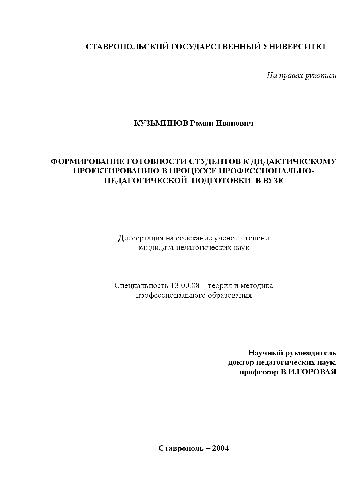 СТАВРОПОЛЬСКИЙ ГОСУДАРСТВЕННЫЙ УНИВЕРСИТЕТ
На правах рукописи
КУЗЬМИНОВ Роман Иванович
ФОРМИРОВАНИЕ ГОТОВНОСТИ СТУДЕНТОВ К ДИДАКТИЧЕСКОМУ
ПРОЕКТИРОВАНИЮ В ПРОЦЕССЕ ПРОФЕССИОНАЛЬНО-
ПЕДАГОГИЧЕСКОЙ ПОДГОТОВКИ В ВУЗЕ
Диссертация на соискание ученой степени
кандидата педагогических наук
Специальность 13.00.08 – теория и методика
профессионального образования
Научный руководитель
доктор педагогических наук,
профессор В.И.ГОРОВАЯ
Ставрополь – 2004